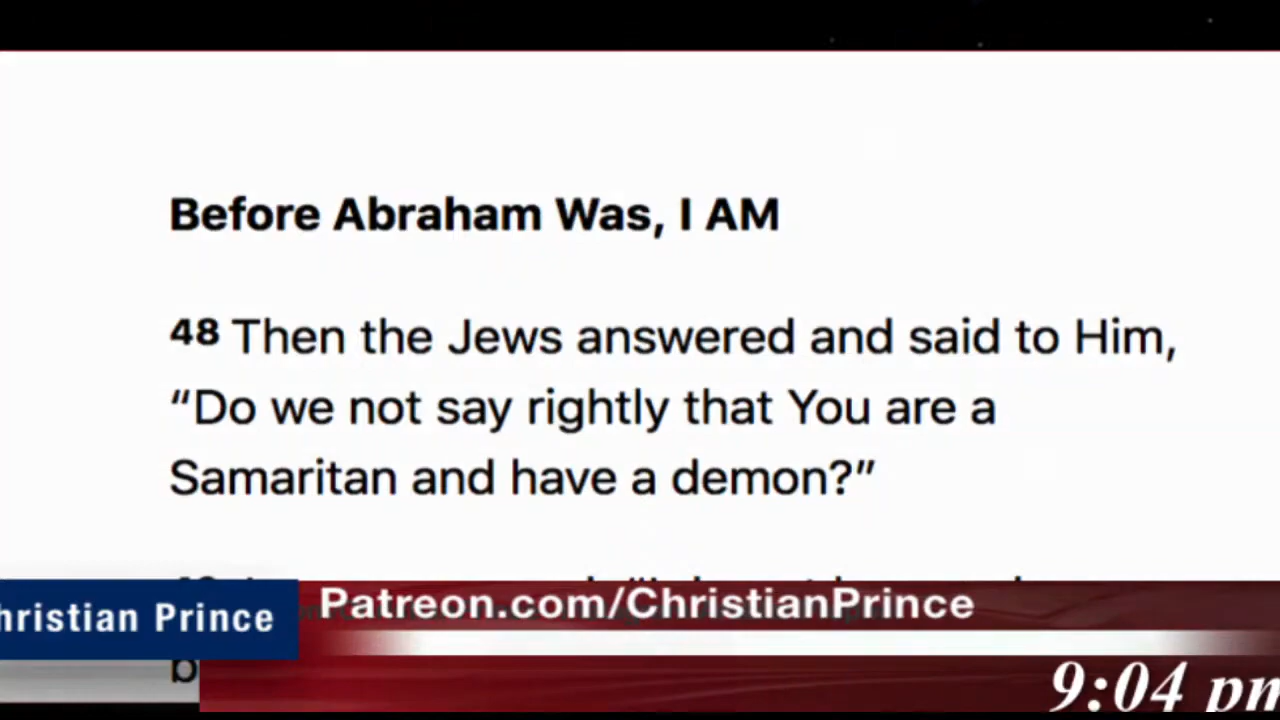 Before Abraham Was, I AM
48 Then the Jews answered and said to Him,
“Do we not say rightly that You are a
Samaritan and have a demon?”
hristian Prince
Patreon.com/ChristianPrince
b
9:04 pm